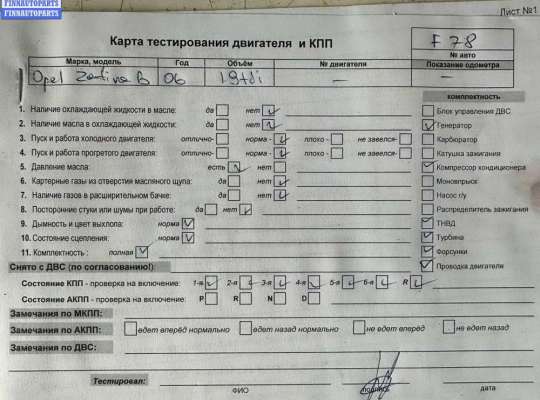 FINNAUTOPARTS
FINNAUTOPARTS
Лист №1
Карта тестирования двигателя и КПП
F 78
№ авто
Марка, модель Год Объём № двигателя Показание одометра
Opel Zafira B 06 1.9tdi — —
комплектность
1. Наличие охлаждающей жидкости в масле: да нет Блок управления ДВС
2. Наличие масла в охлаждающей жидкости: да нет Генератор
3. Пуск и работа холодного двигателя: отлично- норма - плохо - не завелся- Карбюратор
4. Пуск и работа прогретого двигателя: отлично- норма - плохо - не завелся- Катушка зажигания
5. Давление масла: есть нет Компрессор кондиционера
6. Картерные газы из отверстия масляного щупа: да нет Моновпрыск
7. Наличие газов в расширительном бачке: да нет Насос г/у
8. Посторонние стуки или шумы при работе: да нет Распределитель зажигания
9. Дымность и цвет выхлопа: норма ТНВД
10. Состояние сцепления: норма Турбина
11. Комплектность : полная Форсунки
Снято с ДВС (по согласованию!): Проводка двигателя
Состояние КПП - проверка на включение: 1-я 2-я 3-я 4-я 5-я 6-я R
Состояние АКПП - проверка на включение: P R N D
Замечания по МКПП:
Замечания по АКПП: едет вперёд нормально едет назад нормально не едет вперед не едет назад
Замечания по ДВС:
Тестировал:
ФИО подпись дата